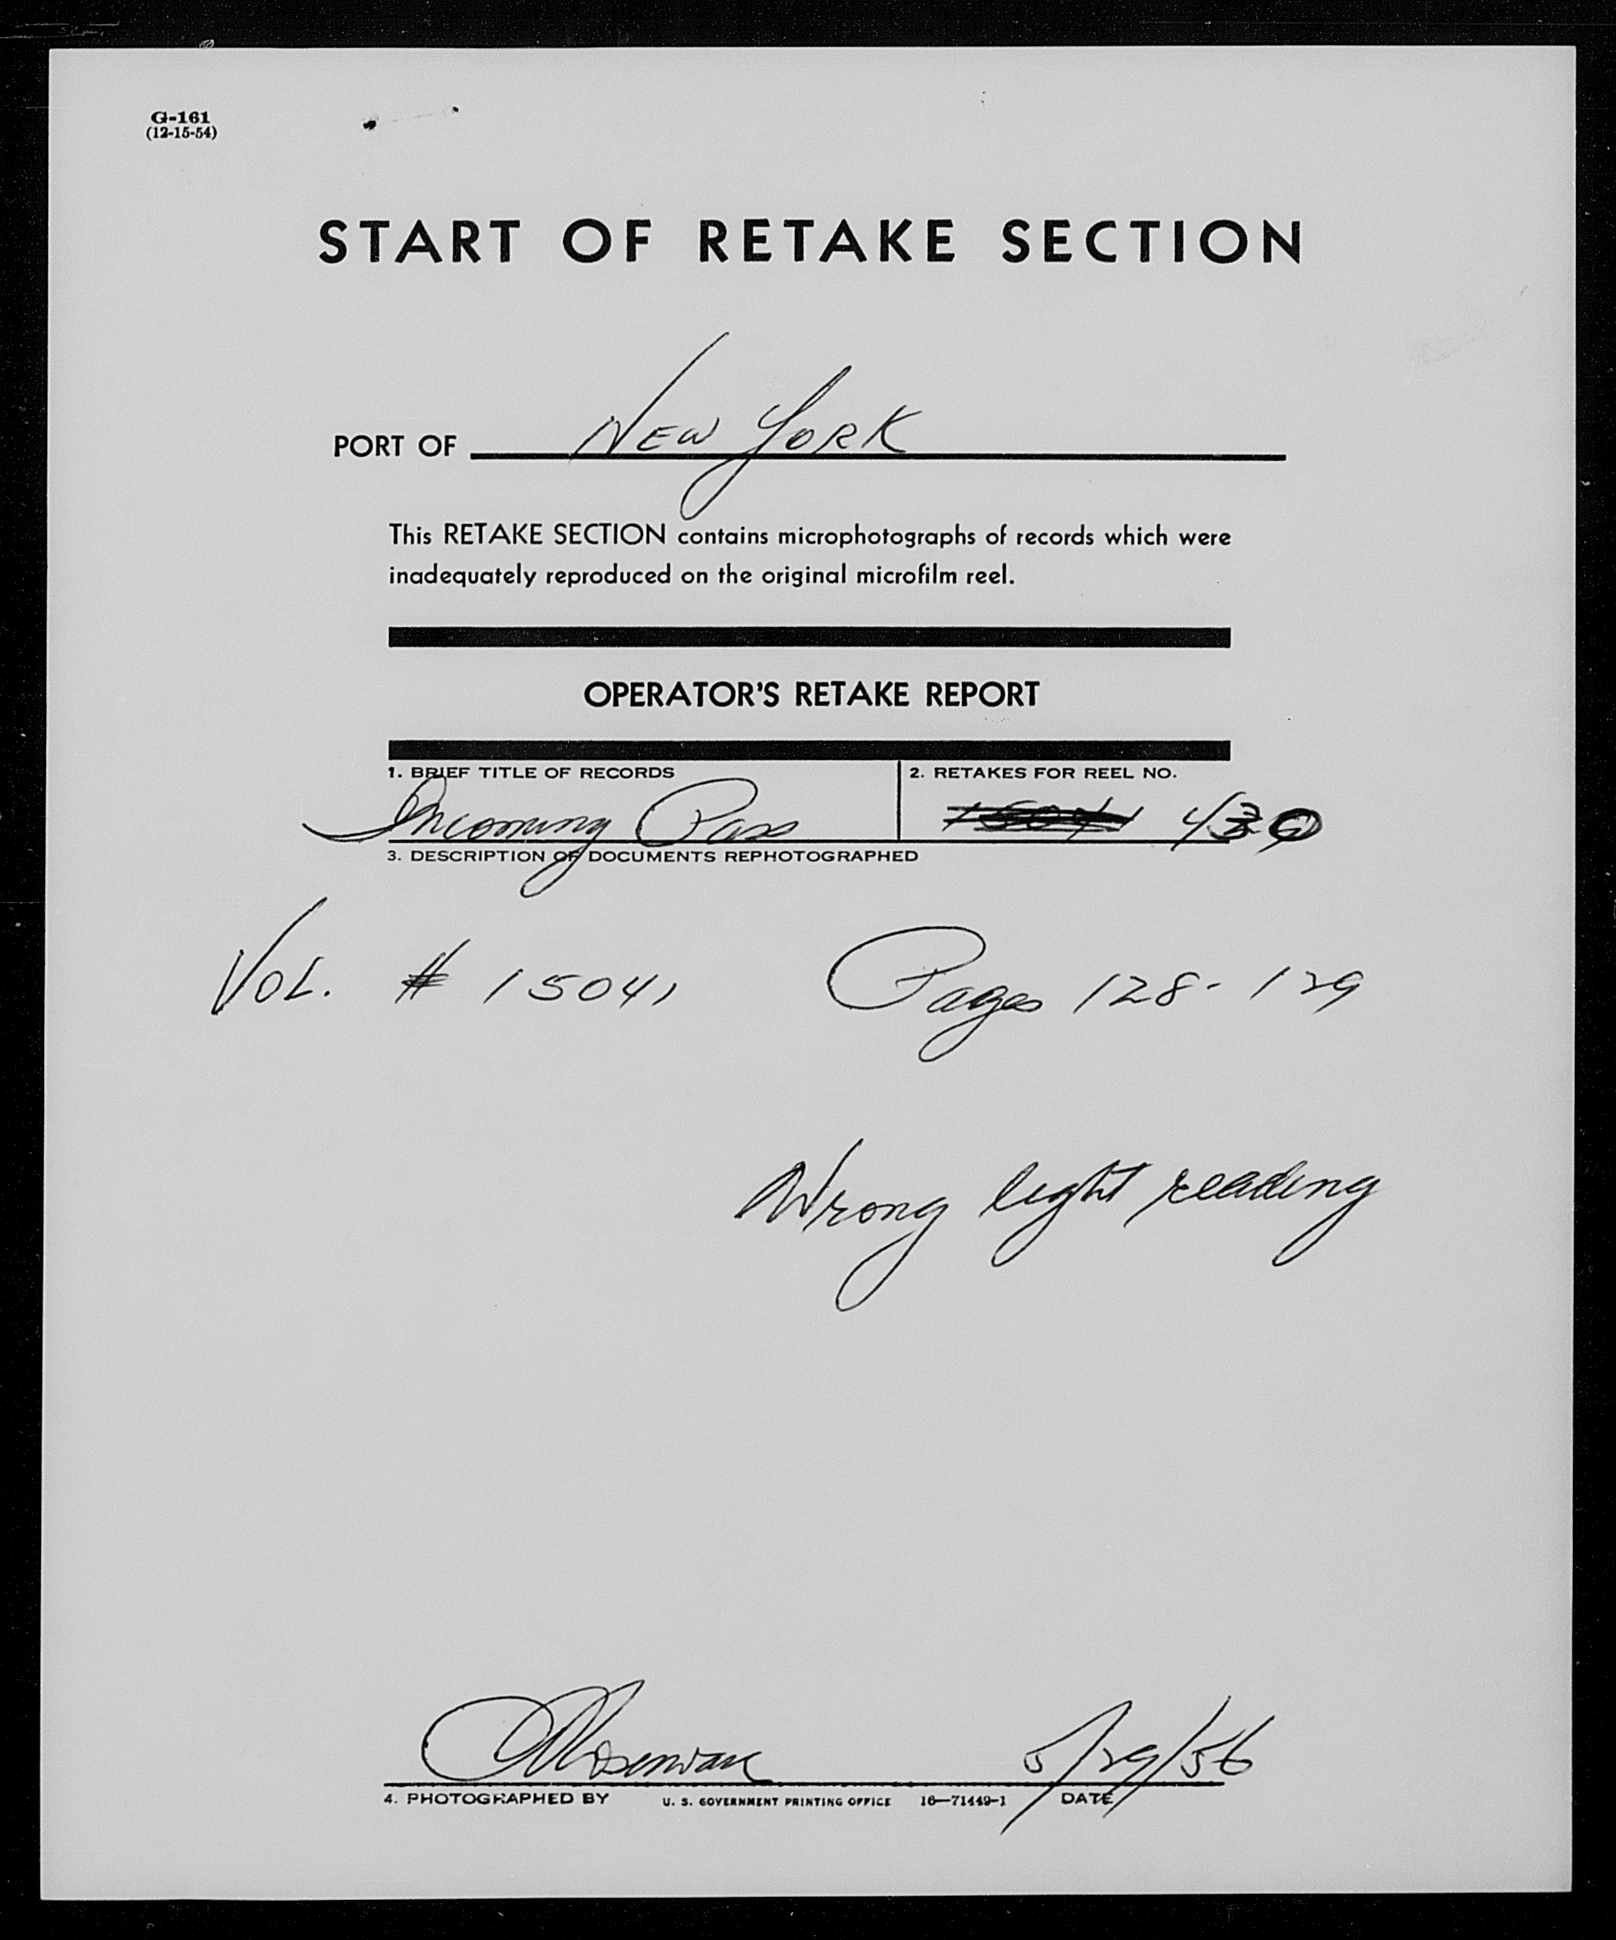 G-161
(12-15-54)
START OF RETAKE SECTION
PORT OF NEW YORK
This RETAKE SECTION contains microphotographs of records which were
inadequately reproduced on the original microfilm reel.
OPERATOR'S RETAKE REPORT
1. BRIEF TITLE OF RECORDS
2. RETAKES FOR REEL NO.
Incoming Pass
3. DESCRIPTION OF DOCUMENTS REPHOTOGRAPHED
VOL. # 15041 Pages 128-129
Wrong light reading
5/29/56
4. PHOTOGRAPHED BY U. S. GOVERNMENT PRINTING OFFICE 16—71449-1 DATE